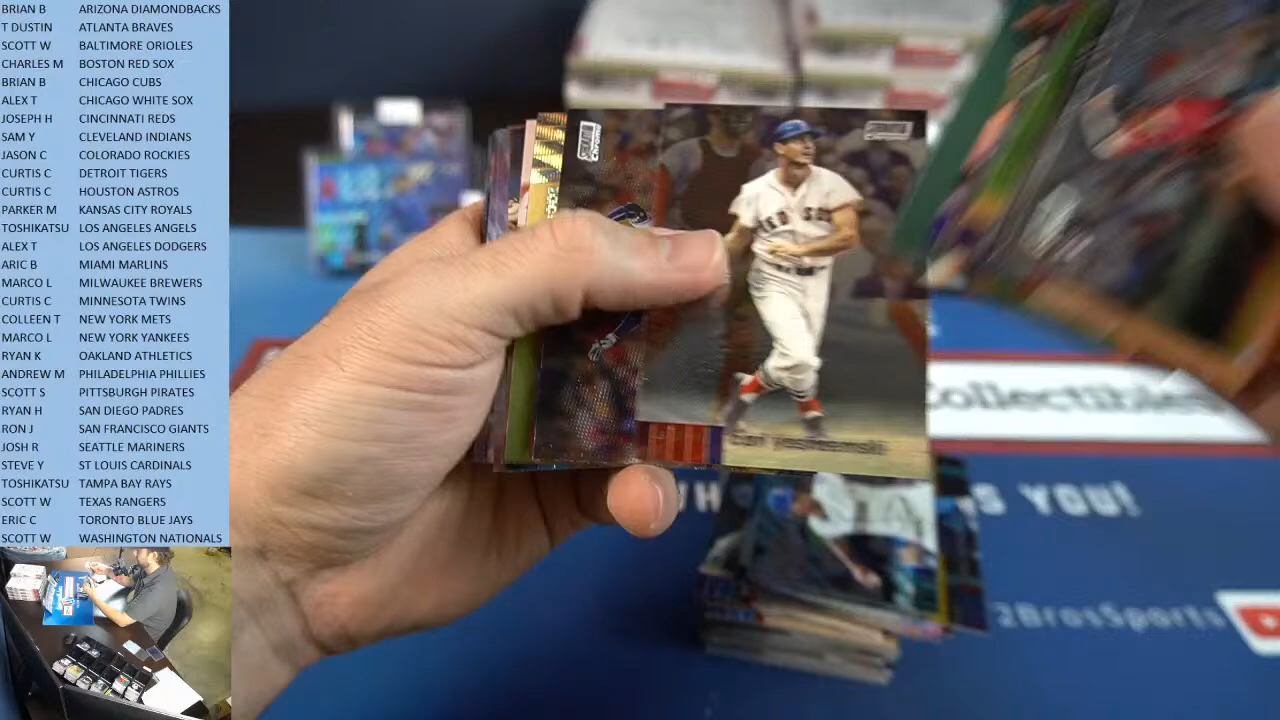 BRIAN B ARIZONA DIAMONDBACKS
T DUSTIN ATLANTA BRAVES
SCOTT W BALTIMORE ORIOLES
CHARLES M BOSTON RED SOX
BRIAN B CHICAGO CUBS
ALEX T CHICAGO WHITE SOX
JOSEPH H CINCINNATI REDS
SAM Y CLEVELAND INDIANS
JASON C COLORADO ROCKIES
CURTIS C DETROIT TIGERS
CURTIS C HOUSTON ASTROS
PARKER M KANSAS CITY ROYALS
TOSHIKATSU LOS ANGELES ANGELS
ALEX T LOS ANGELES DODGERS
ARIC B MIAMI MARLINS
MARCO L MILWAUKEE BREWERS
CURTIS C MINNESOTA TWINS
COLLEEN T NEW YORK METS
MARCO L NEW YORK YANKEES
RYAN K OAKLAND ATHLETICS
ANDREW M PHILADELPHIA PHILLIES
SCOTT S PITTSBURGH PIRATES
RYAN H SAN DIEGO PADRES
RON J SAN FRANCISCO GIANTS
JOSH R SEATTLE MARINERS
STEVE Y ST LOUIS CARDINALS
TOSHIKATSU TAMPA BAY RAYS
SCOTT W TEXAS RANGERS
ERIC C TORONTO BLUE JAYS
SCOTT W WASHINGTON NATIONALS
RED SOX
Carl Yastrzemski
Collectibles
YOU!
2BrosSports